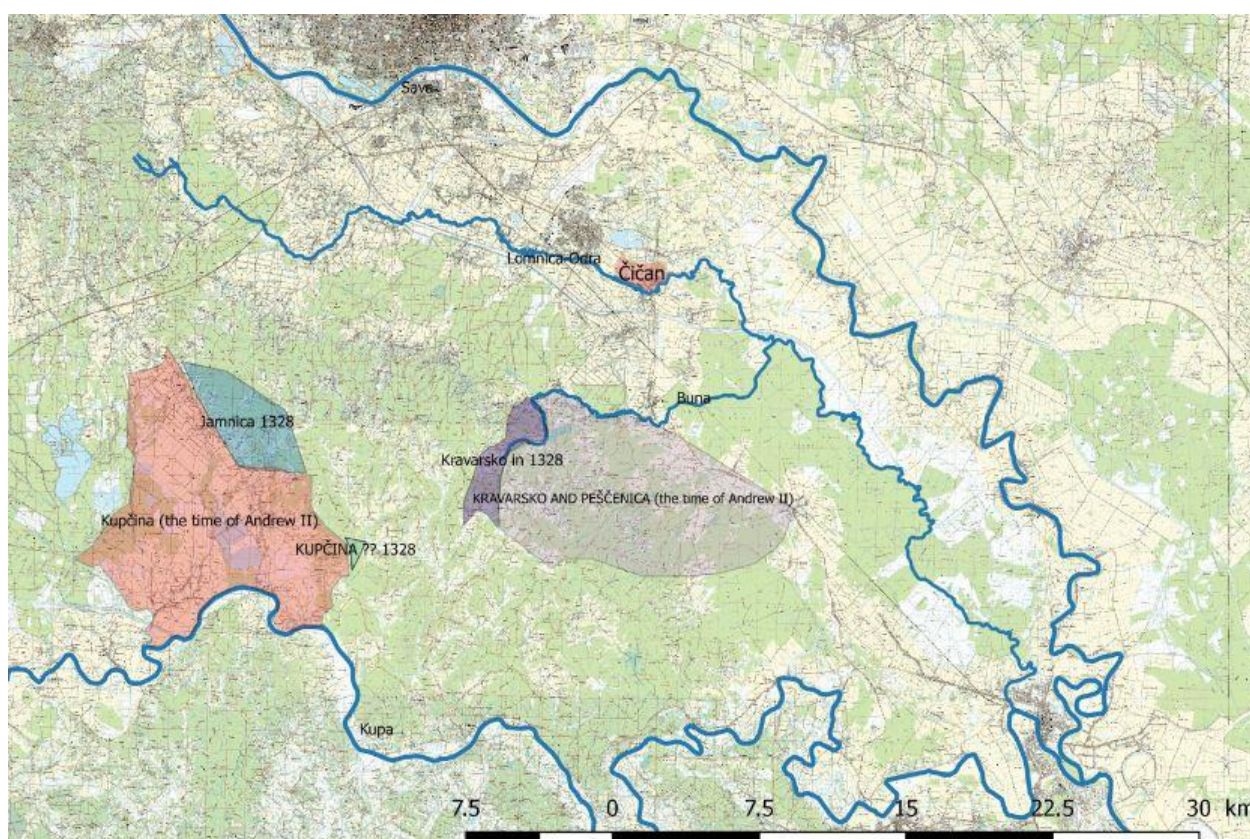 Sava
Lomnica-Odra
Čičan
Jamnica 1328
Buna
Kravarsko in 1328
KRAVARSKO AND PEŠČENICA (the time of Andrew II)
Kupčina (the time of Andrew II)
KUPČINA ?? 1328
Kupa
7.5 0 7.5 15 22.5 30 km